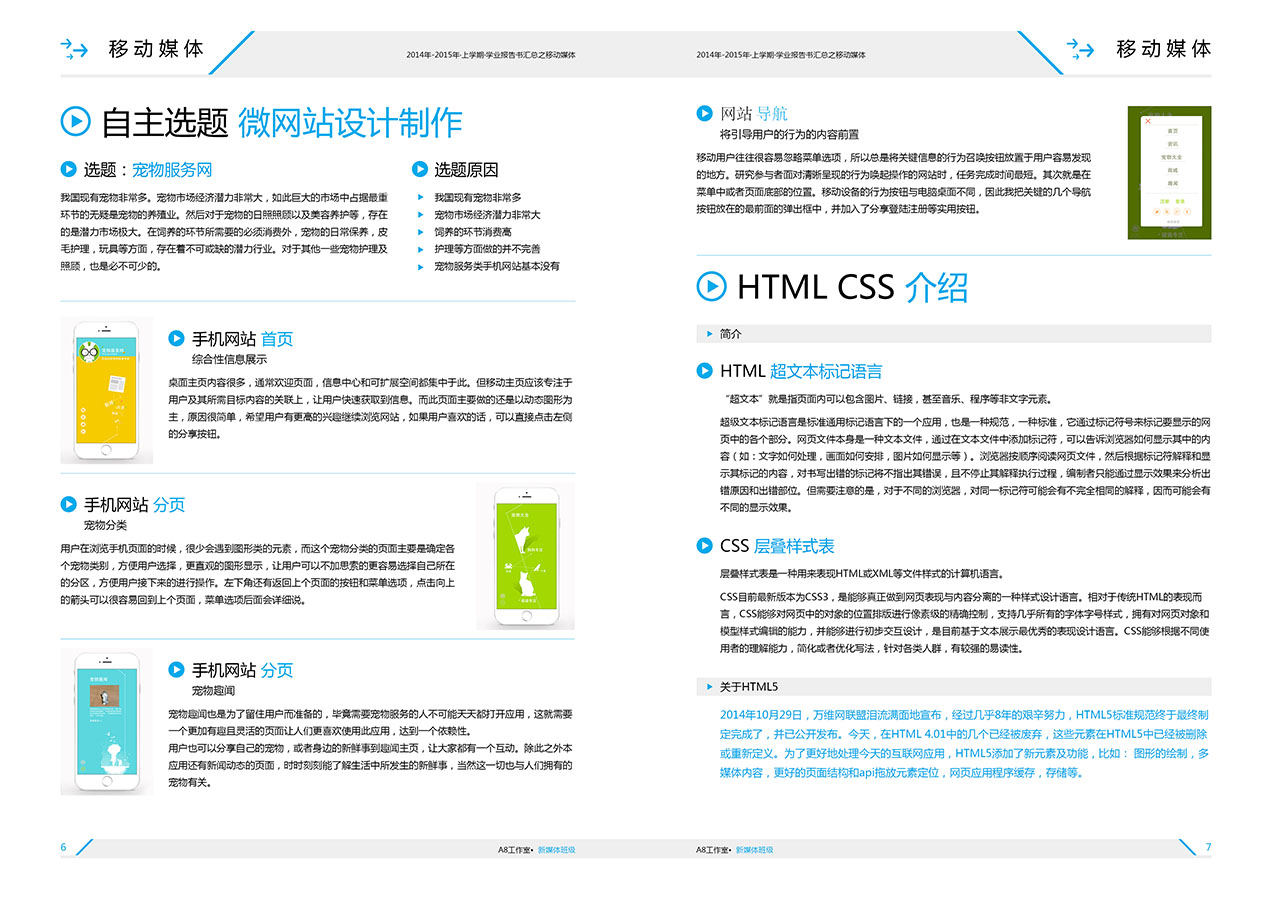 移动媒体
2014年-2015年-上学期-学业报告书汇总之移动媒体
自主选题 微网站设计制作
选题：宠物服务网
我国现有宠物非常多。宠物市场经济潜力非常大，如此巨大的市场中占据最重
环节的无疑是宠物的养殖业。然后对于宠物的日照照顾以及美容养护等，存在
的是潜力市场极大。在饲养的环节所需要的必须消费外，宠物的日常保养，皮
毛护理，玩具等方面，存在着不可或缺的潜力行业。对于其他一些宠物护理及
照顾，也是必不可少的。
选题原因
我国现有宠物非常多
宠物市场经济潜力非常大
饲养的环节消费高
护理等方面做的并不完善
宠物服务类手机网站基本没有
手机网站 首页
综合性信息展示
桌面主页内容很多，通常欢迎页面，信息中心和可扩展空间都集中于此。但移动主页应该专注于
用户及其所需目标内容的关联上，让用户快速获取到信息。而此页面主要做的还是以动态图形为
主，原因很简单，希望用户有更高的兴趣继续浏览网站，如果用户喜欢的话，可以直接点击左侧
的分享按钮。
手机网站 分页
宠物分类
用户在浏览手机页面的时候，很少会遇到图形类的元素，而这个宠物分类的页面主要是确定各
个宠物类别，方便用户选择，更直观的图形显示，让用户可以不加思索的更容易选择自己所在
的分区，方便用户接下来的进行操作。左下角还有返回上个页面的按钮和菜单选项，点击向上
的箭头可以很容易回到上个页面，菜单选项后面会详细说。
宠物大全
宠物趣闻
手机网站 分页
宠物趣闻
宠物趣闻也是为了留住用户而准备的，毕竟需要宠物服务的人不可能天天都打开应用，这就需要
一个更加有趣且灵活的页面让人们更喜欢使用此应用，达到一个依赖性。
用户也可以分享自己的宠物，或者身边的新鲜事到趣闻主页，让大家都有一个互动。除此之外本
应用还有新闻动态的页面，时时刻刻能了解生活中所发生的新鲜事，当然这一切也与人们拥有的
宠物有关。
6
A8工作室• 新媒体班级
2014年-2015年-上学期-学业报告书汇总之移动媒体
移动媒体
网站 导航
将引导用户的行为的内容前置
移动用户往往很容易忽略菜单选项，所以总是将关键信息的行为召唤按钮放置于用户容易发现
的地方。研究参与者面对清晰呈现的行为唤起操作的网站时，任务完成时间最短。其次就是在
菜单中或者页面底部的位置。移动设备的行为按钮与电脑桌面不同，因此我把关键的几个导航
按钮放在的最前面的弹出框中，并加入了分享登陆注册等实用按钮。
首页
资讯
宠物大全
商城
趣闻
注册 登录
HTML CSS 介绍
简介
HTML 超文本标记语言
“超文本”就是指页面内可以包含图片、链接，甚至音乐、程序等非文字元素。
超级文本标记语言是标准通用标记语言下的一个应用，也是一种规范，一种标准，它通过标记符号来标记要显示的网
页中的各个部分。网页文件本身是一种文本文件，通过在文本文件中添加标记符，可以告诉浏览器如何显示其中的内
容（如：文字如何处理，画面如何安排，图片如何显示等）。浏览器按顺序阅读网页文件，然后根据标记符解释和显
示其标记的内容，对书写出错的标记将不指出其错误，且不停止其解释执行过程，编制者只能通过显示效果来分析出
错原因和出错部位。但需要注意的是，对于不同的浏览器，对同一标记符可能会有不完全相同的解释，因而可能会有
不同的显示效果。
CSS 层叠样式表
层叠样式表是一种用来表现HTML或XML等文件样式的计算机语言。
CSS目前最新版本为CSS3，是能够真正做到网页表现与内容分离的一种样式设计语言。相对于传统HTML的表现而
言，CSS能够对网页中的对象的位置排版进行像素级的精确控制，支持几乎所有的字体字号样式，拥有对网页对象和
模型样式编辑的能力，并能够进行初步交互设计，是目前基于文本展示最优秀的表现设计语言。CSS能够根据不同使
用者的理解能力，简化或者优化写法，针对各类人群，有较强的易读性。
关于HTML5
2014年10月29日，万维网联盟泪流满面地宣布，经过几乎8年的艰辛努力，HTML5标准规范终于最终制
定完成了，并已公开发布。今天，在HTML 4.01中的几个已经被废弃，这些元素在HTML5中已经被删除
或重新定义。为了更好地处理今天的互联网应用，HTML5添加了新元素及功能，比如： 图形的绘制，多
媒体内容，更好的页面结构和api拖放元素定位，网页应用程序缓存，存储等。
A8工作室• 新媒体班级
7